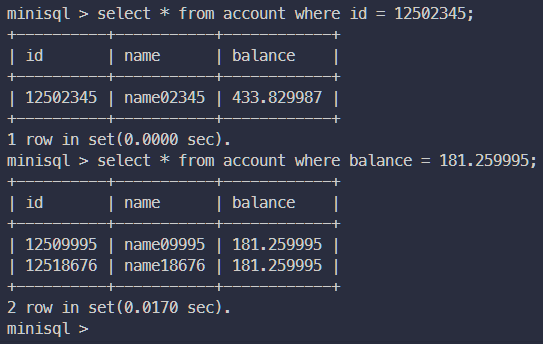 minisql > select * from account where id = 12502345;
+----------+-----------+------------+
| id       | name      | balance    |
+----------+-----------+------------+
| 12502345 | name02345 | 433.829987 |
+----------+-----------+------------+
1 row in set(0.0000 sec).
minisql > select * from account where balance = 181.259995;
+----------+-----------+------------+
| id       | name      | balance    |
+----------+-----------+------------+
| 12509995 | name09995 | 181.259995 |
| 12518676 | name18676 | 181.259995 |
+----------+-----------+------------+
2 row in set(0.0170 sec).
minisql >